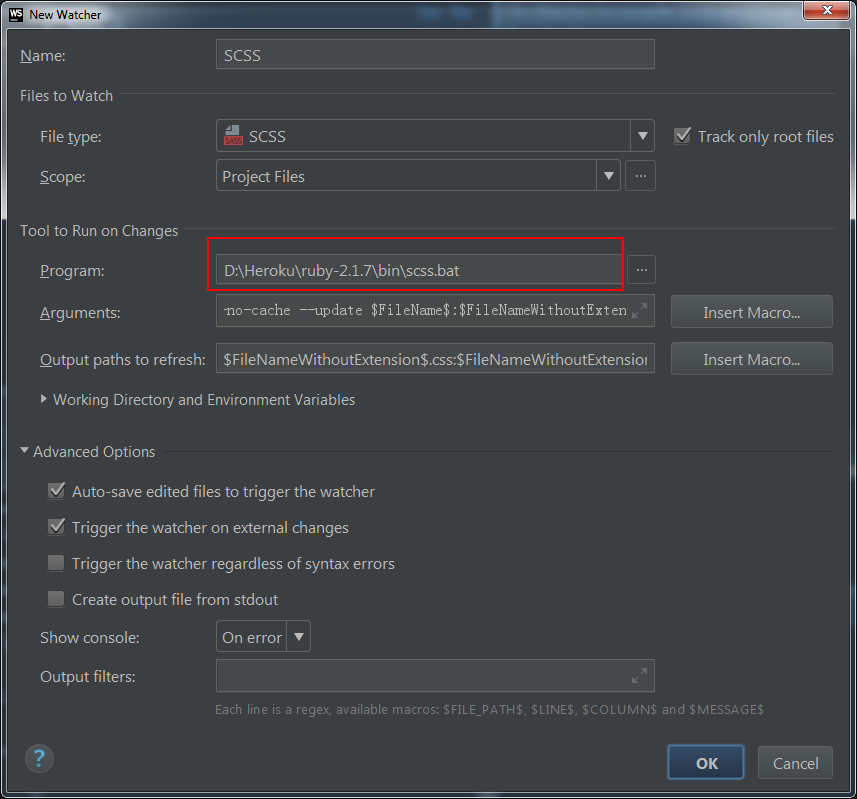 WS New Watcher
Name: SCSS
Files to Watch
File type: SASS SCSS Track only root files
Scope: Project Files ...
Tool to Run on Changes
Program: D:\Heroku\ruby-2.1.7\bin\scss.bat ...
Arguments: -no-cache --update $FileName$:$FileNameWithoutExten Insert Macro...
Output paths to refresh: $FileNameWithoutExtension$.css:$FileNameWithoutExtension Insert Macro...
Working Directory and Environment Variables
Advanced Options
Auto-save edited files to trigger the watcher
Trigger the watcher on external changes
Trigger the watcher regardless of syntax errors
Create output file from stdout
Show console: On error
Output filters:
Each line is a regex, available macros: $FILE_PATH$, $LINE$, $COLUMN$ and $MESSAGE$
? OK Cancel